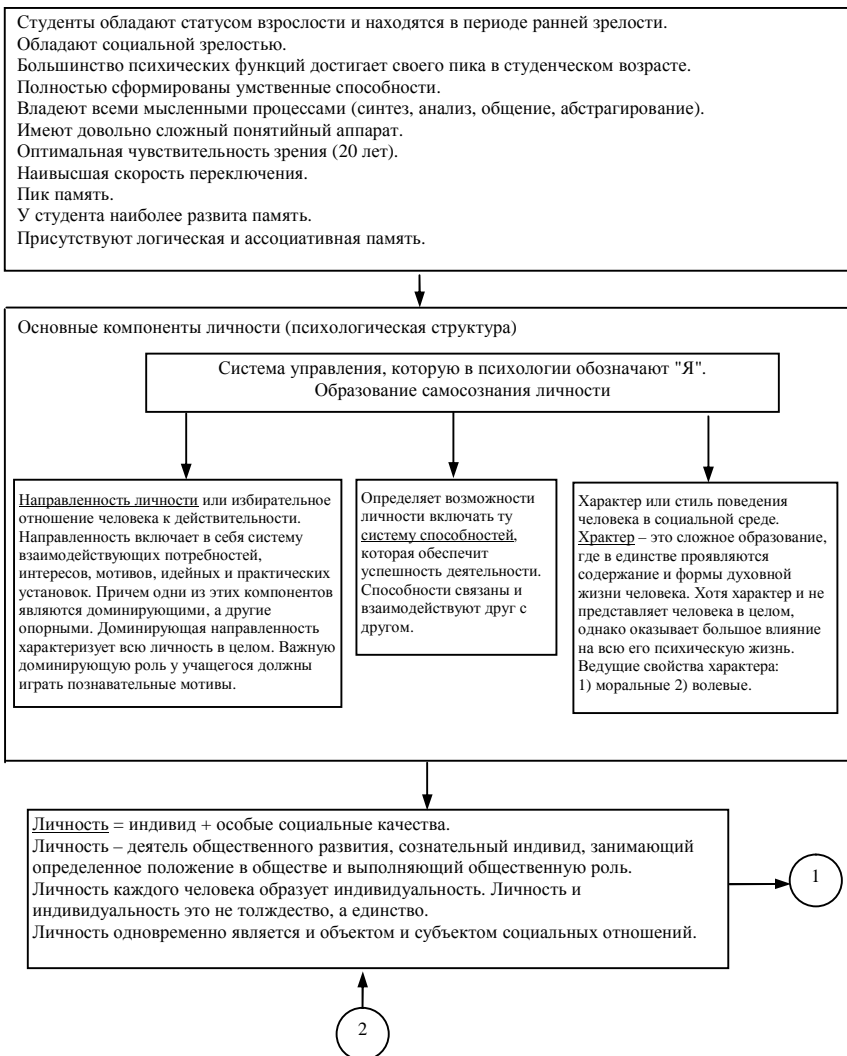 Студенты обладают статусом взрослости и находятся в периоде ранней зрелости.
Обладают социальной зрелостью.
Большинство психических функций достигает своего пика в студенческом возрасте.
Полностью сформированы умственные способности.
Владеют всеми мысленными процессами (синтез, анализ, общение, абстрагирование).
Имеют довольно сложный понятийный аппарат.
Оптимальная чувствительность зрения (20 лет).
Наивысшая скорость переключения.
Пик память.
У студента наиболее развита память.
Присутствуют логическая и ассоциативная память.
Основные компоненты личности (психологическая структура)
Система управления, которую в психологии обозначают "Я".
Образование самосознания личности
Направленность личности или избирательное
отношение человека к действительности.
Направленность включает в себя систему
взаимодействующих потребностей,
интересов, мотивов, идейных и практических
установок. Причем одни из этих компонентов
являются доминирующими, а другие
опорными. Доминирующая направленность
характеризует всю личность в целом. Важную
доминирующую роль у учащегося должны
играть познавательные мотивы.
Определяет возможности
личности включать ту
систему способностей,
которая обеспечит
успешность деятельности.
Способности связаны и
взаимодействуют друг с
другом.
Характер или стиль поведения
человека в социальной среде.
Храктер – это сложное образование,
где в единстве проявляются
содержание и формы духовной
жизни человека. Хотя характер и не
представляет человека в целом,
однако оказывает большое влияние
на всю его психическую жизнь.
Ведущие свойства характера:
1) моральные 2) волевые.
Личность = индивид + особые социальные качества.
Личность – деятель общественного развития, сознательный индивид, занимающий
определенное положение в обществе и выполняющий общественную роль.
Личность каждого человека образует индивидуальность. Личность и
индивидуальность это не толждество, а единство.
Личность одновременно является и объектом и субъектом социальных отношений.
1
2